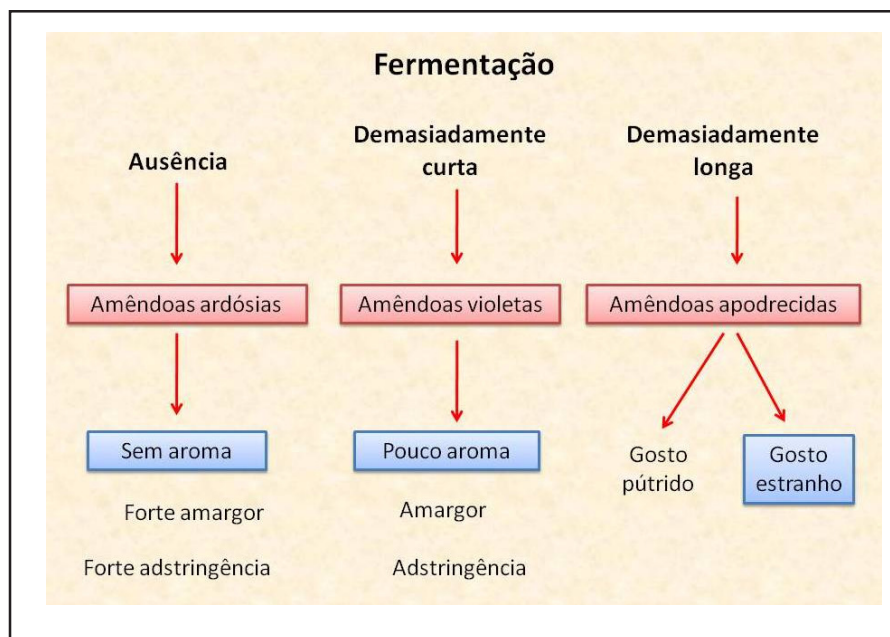 Fermentação
Ausência
Demasiadamente
curta
Demasiadamente
longa
Amêndoas ardósias
Amêndoas violetas
Amêndoas apodrecidas
Sem aroma
Pouco aroma
Gosto
pútrido
Gosto
estranho
Forte amargor
Amargor
Forte adstringência
Adstringência